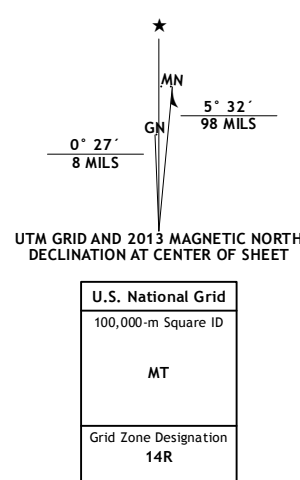 ★
MN
5° 32´
98 MILS
GN
0° 27´
8 MILS
UTM GRID AND 2013 MAGNETIC NORTH
DECLINATION AT CENTER OF SHEET
U.S. National Grid
100,000-m Square ID
MT
Grid Zone Designation
14R